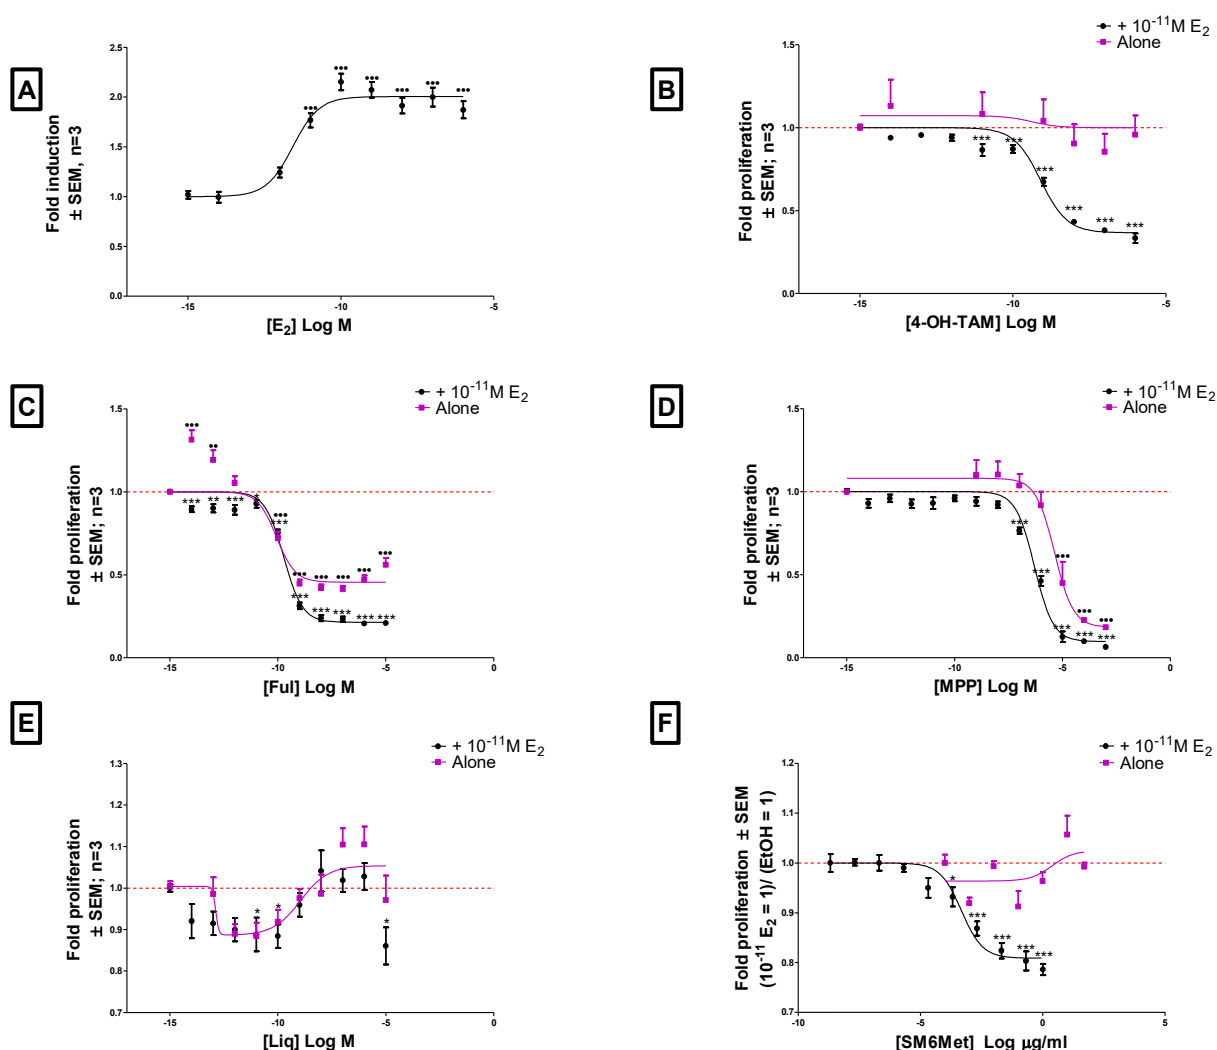 A
Fold induction
± SEM, n=3
2.5
2.0
1.5
1.0
0.5
0.0
-15
-10
-5
[E2] Log M
••• ••• ••• ••• ••• •••
B
+ 10-11M E2
Alone
Fold proliferation
± SEM; n=3
1.5
1.0
0.5
0.0
-15
-10
-5
[4-OH-TAM] Log M
*** *** *** *** *** ***
C
+ 10-11M E2
Alone
Fold proliferation
± SEM; n=3
1.5
1.0
0.5
0.0
-15
-10
-5
0
[Ful] Log M
••• •• ••• ••• ••• ••• ••• •••
*** ** *** * *** *** *** *** *** ***
D
+ 10-11M E2
Alone
Fold proliferation
± SEM; n=3
1.5
1.0
0.5
0.0
-15
-10
-5
0
[MPP] Log M
••• ••• •••
*** *** *** *** ***
E
+ 10-11M E2
Alone
Fold proliferation
± SEM; n=3
1.3
1.2
1.1
1.0
0.9
0.8
0.7
-15
-10
-5
0
[Liq] Log M
* * *
F
+ 10-11M E2
Alone
Fold proliferation ± SEM
(10-11 E2 = 1)/ (EtOH = 1)
1.2
1.1
1.0
0.9
0.8
0.7
-10
-5
0
5
[SM6Met] Log µg/ml
* *** *** *** ***